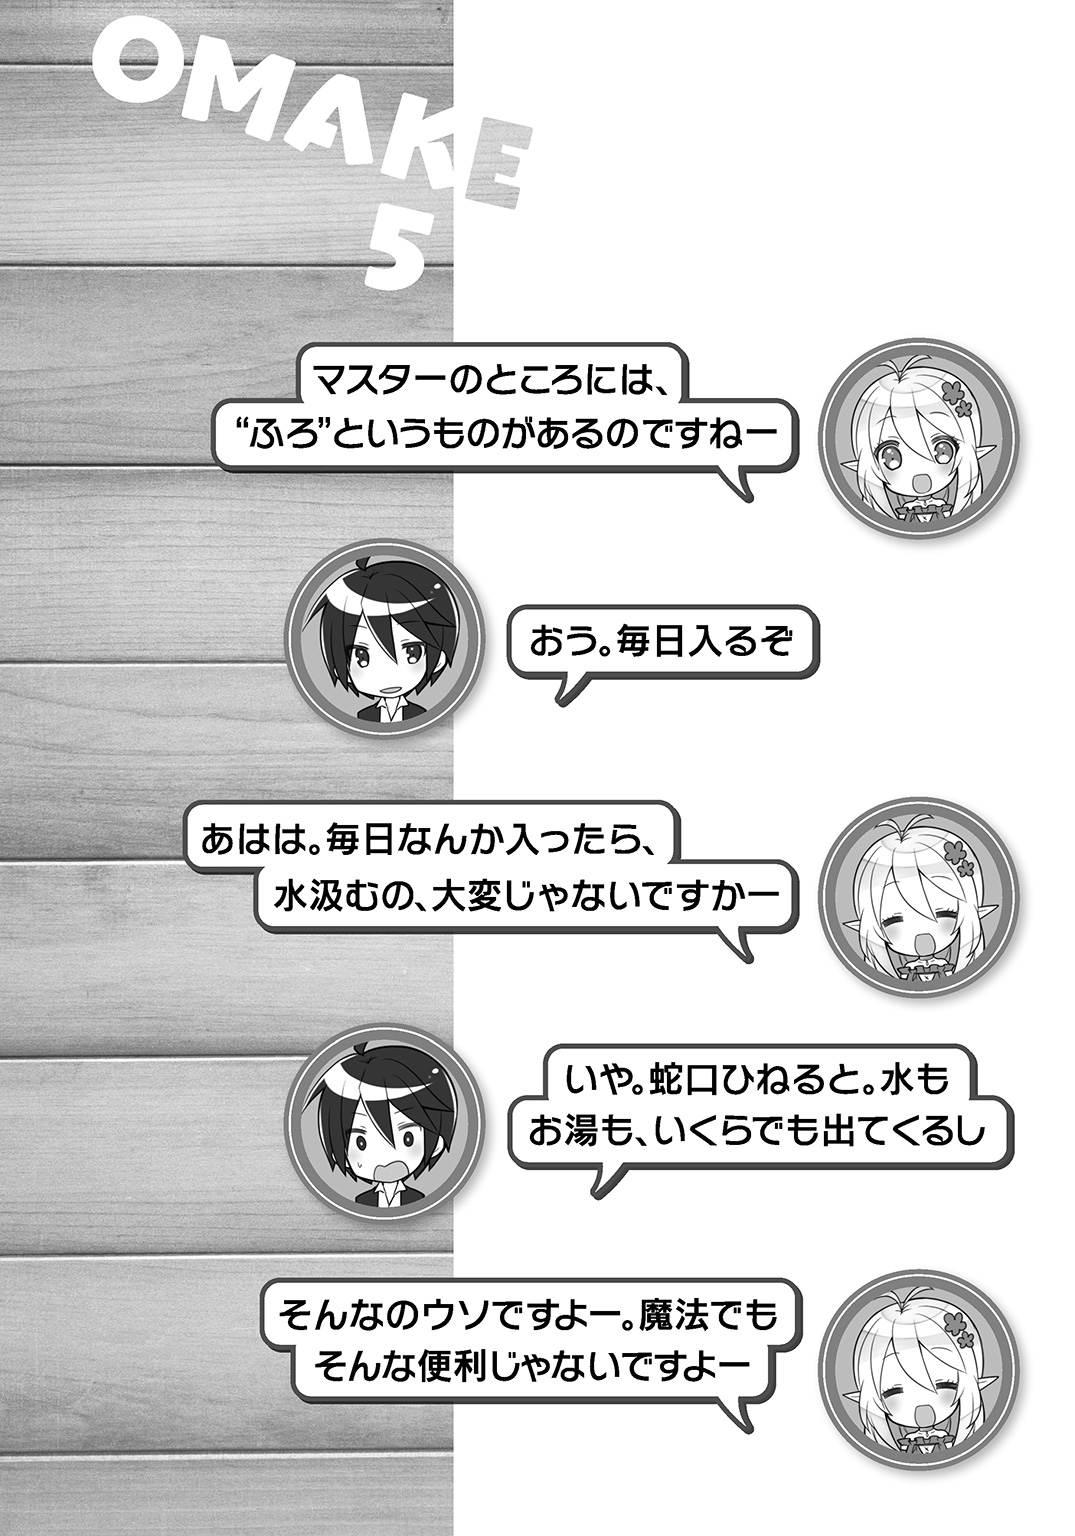 OMAKE
5
マスターのところには、
“ふろ”というものがあるのですねー
おう。毎日入るぞ
あはは。毎日なんか入ったら、
水汲むの、大変じゃないですかー
いや。蛇口ひねると。水も
お湯も、いくらでも出てくるし
そんなのウソですよー。魔法でも
そんな便利じゃないですよー